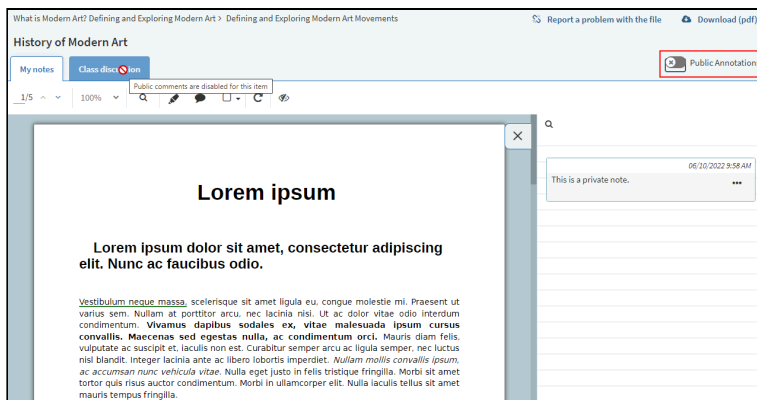 What is Modern Art? Defining and Exploring Modern Art > Defining and Exploring Modern Art Movements
Report a problem with the file
Download (pdf)
History of Modern Art
My notes
Class discu
ion
Public Annotations
Public comments are disabled for this item
1/5
100%
06/10/2022 9:58 AM
This is a private note.
Lorem ipsum
Lorem ipsum dolor sit amet, consectetur adipiscing
elit. Nunc ac faucibus odio.
Vestibulum neque massa, scelerisque sit amet ligula eu, congue molestie mi. Praesent ut
varius sem. Nullam at porttitor arcu, nec lacinia nisi. Ut ac dolor vitae odio interdum
condimentum. Vivamus dapibus sodales ex, vitae malesuada ipsum cursus
convallis. Maecenas sed egestas nulla, ac condimentum orci. Mauris diam felis,
vulputate ac suscipit et, iaculis non est. Curabitur semper arcu ac ligula semper, nec luctus
nisl blandit. Integer lacinia ante ac libero lobortis imperdiet. Nullam mollis convallis ipsum,
ac accumsan nunc vehicula vitae. Nulla eget justo in felis tristique fringilla. Morbi sit amet
tortor quis risus auctor condimentum. Morbi in ullamcorper elit. Nulla iaculis tellus sit amet
mauris tempus fringilla.